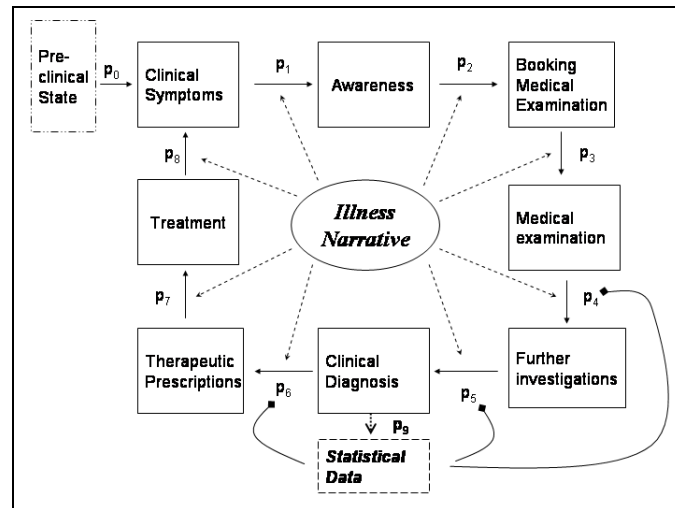 Pre-
clinical
State
p0
Clinical
Symptoms
p1
Awareness
p2
Booking
Medical
Examination
p3
Medical
examination
p4
Further
investigations
p5
Clinical
Diagnosis
p6
Therapeutic
Prescriptions
p7
Treatment
p8
Illness
Narrative
p9
Statistical
Data